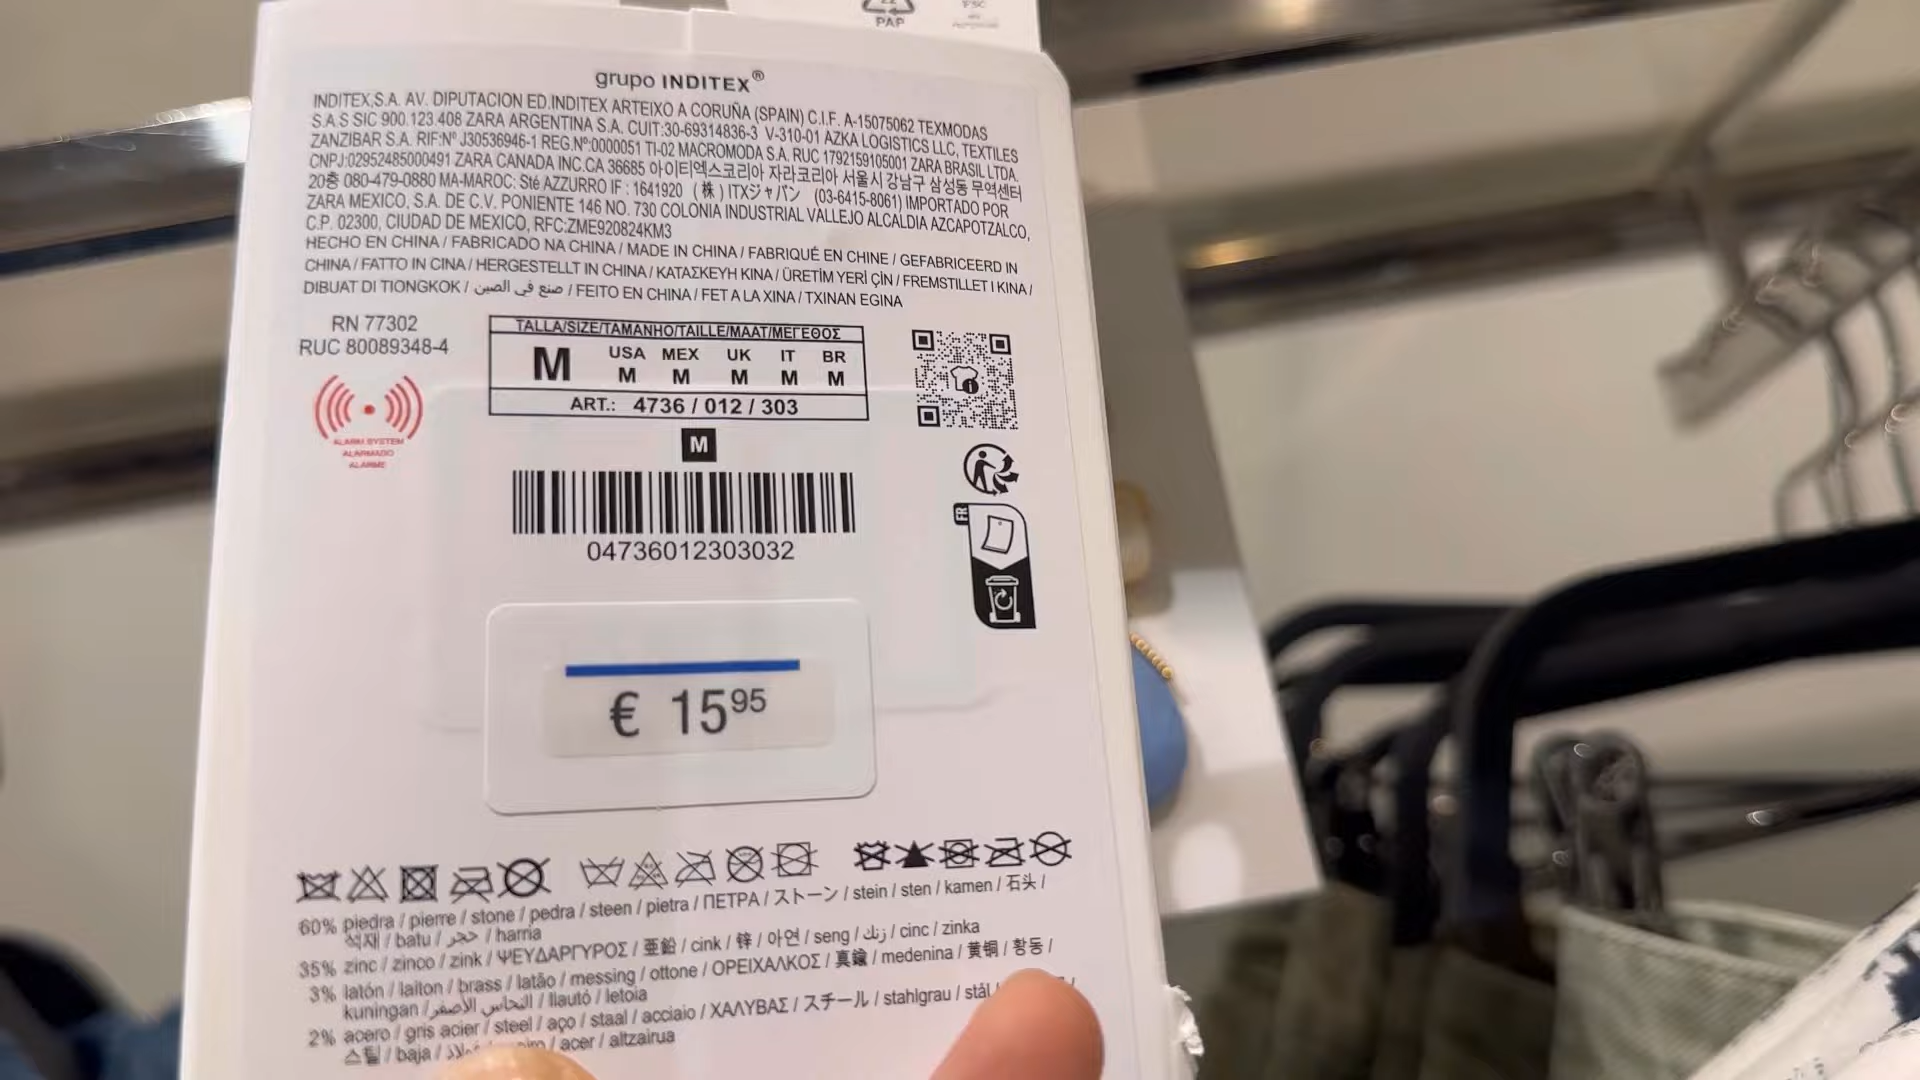 PAP
FSC
grupo INDITEX®
INDITEX,S.A. AV. DIPUTACION ED.INDITEX ARTEIXO A CORUÑA (SPAIN) C.I.F. A-15075062 TEXMODAS
S.A.S SIC 900.123 408 ZARA ARGENTINA S.A. CUIT:30-69314836-3 V-310-01 AZKA LOGISTICS LLC, TEXTILES
ZANZIBAR S.A. RIF:Nº J30536946-1 REG.Nº:0000051 TI-02 MACROMODA S.A. RUC 1792159105001 ZARA BRASIL LTDA.
CNPJ:02952485000491 ZARA CANADA INC.CA 36685 아이티엑스코리아 자라코리아 서울시 강남구 삼성동 무역센터
20층 080-479-0880 MA-MAROC: Sté AZZURRO IF : 1641920 (株) ITXジャパン (03-6415-8061) IMPORTADO POR
ZARA MEXICO, S.A. DE C.V. PONIENTE 146 NO. 730 COLONIA INDUSTRIAL VALLEJO ALCALDIA AZCAPOTZALCO,
C.P. 02300, CIUDAD DE MEXICO, RFC:ZME920824KM3
HECHO EN CHINA / FABRICADO NA CHINA / MADE IN CHINA / FABRIQUÉ EN CHINE / GEFABRICEERD IN
CHINA / FATTO IN CINA / HERGESTELLT IN CHINA / ΚΑΤΑΣΚΕΥΗ ΚΙΝΑ / ÜRETİM YERİ ÇİN / FREMSTILLET I KINA /
DIBUAT DI TIONGKOK / صنع في الصين / FEITO EN CHINA / FET A LA XINA / TXINAN EGINA
RN 77302
RUC 80089348-4
ALARM SYSTEM
ALARMADO
ALARME
TALLA/SIZE/TAMANHO/TAILLE/MAAT/ΜΕΓΕΘΟΣ
M USA MEX UK IT BR
M M M M M
ART.: 4736 / 012 / 303
M
04736012303032
FR
€ 15⁹⁵
60% piedra / pierre / stone / pedra / steen / pietra / ΠΕΤΡΑ / ストーン / stein / sten / kamen / 石头 /
석재 / batu / حجر / harria
35% zinc / zinco / zink / ΨΕΥΔΑΡΓΥΡΟΣ / 亜鉛 / cink / 锌 / 아연 / seng / زنك / cinc / zinka
3% latón / laiton / brass / latão / messing / ottone / ΟΡΕΙΧΑΛΚΟΣ / 真鍮 / medenina / 黄铜 / 황동 /
kuningan / النحاس الأصفر / llautó / letoia
2% acero / gris acier / steel / aço / staal / acciaio / ΧΑΛΥΒΑΣ / スチール / stahlgrau / stål
스틸 / baja / / acer / altzairua